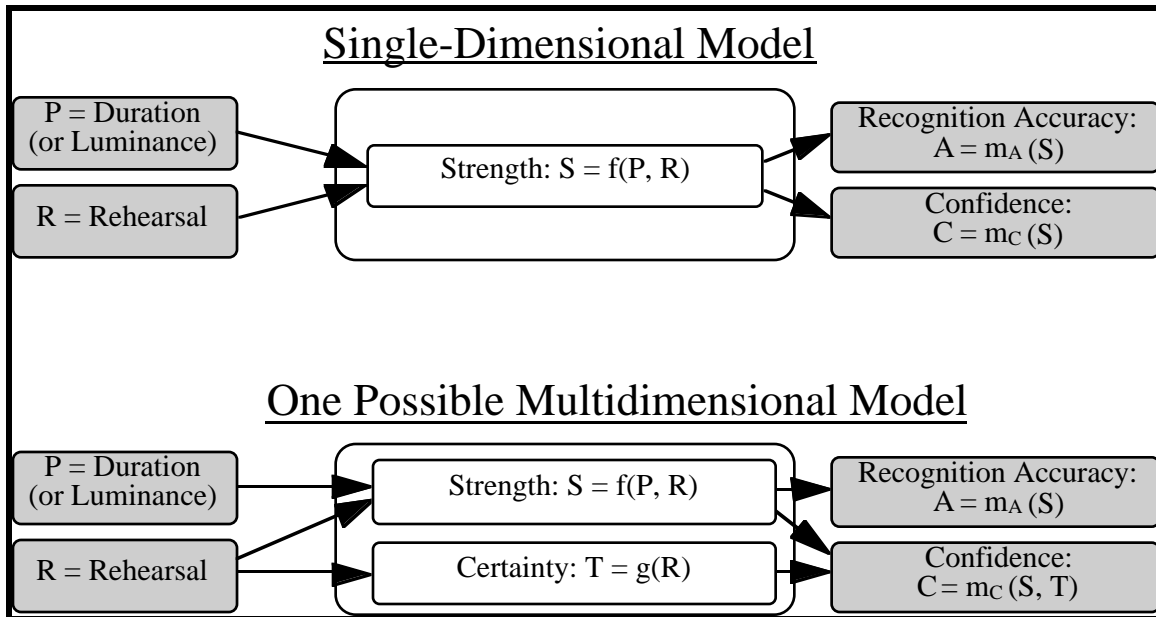 Single-Dimensional Model
P = Duration
(or Luminance)
R = Rehearsal
Strength: S = f(P, R)
Recognition Accuracy:
A = mA (S)
Confidence:
C = mC (S)
One Possible Multidimensional Model
P = Duration
(or Luminance)
R = Rehearsal
Strength: S = f(P, R)
Certainty: T = g(R)
Recognition Accuracy:
A = mA (S)
Confidence:
C = mC (S, T)